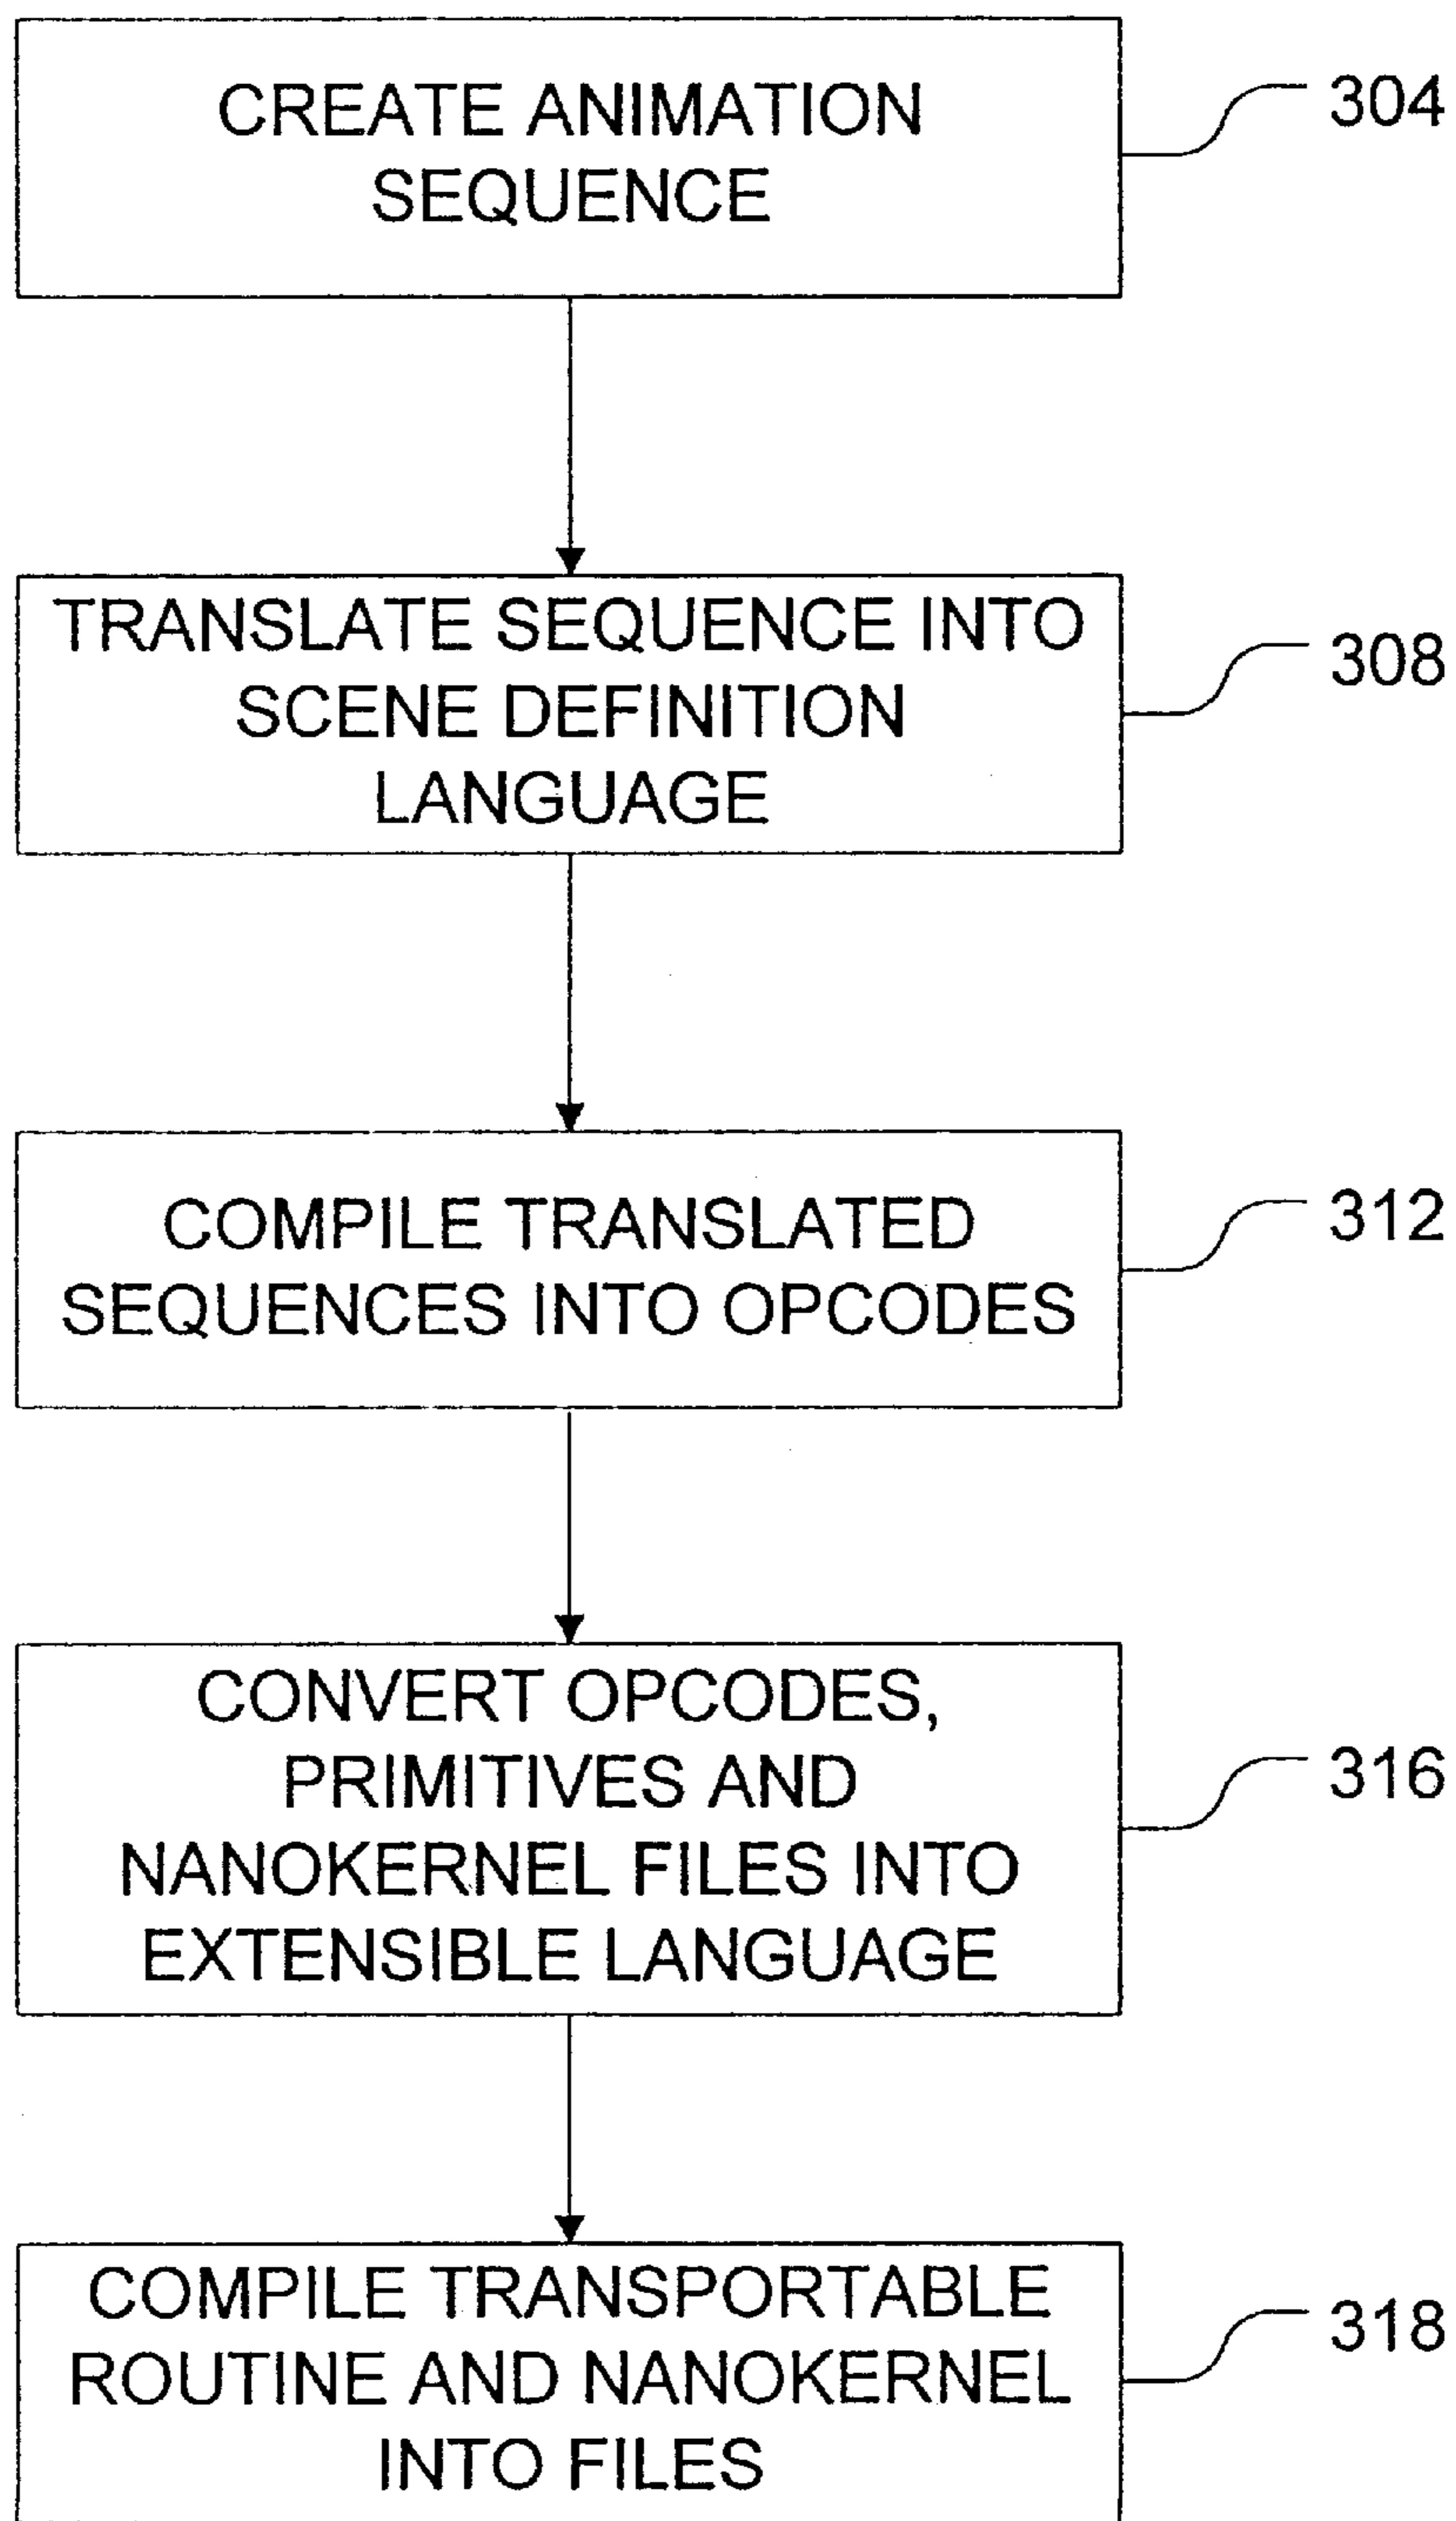 CREATE ANIMATION
SEQUENCE
304
TRANSLATE SEQUENCE INTO
SCENE DEFINITION
LANGUAGE
308
COMPILE TRANSLATED
SEQUENCES INTO OPCODES
312
CONVERT OPCODES,
PRIMITIVES AND
NANOKERNEL FILES INTO
EXTENSIBLE LANGUAGE
316
COMPILE TRANSPORTABLE
ROUTINE AND NANOKERNEL
INTO FILES
318